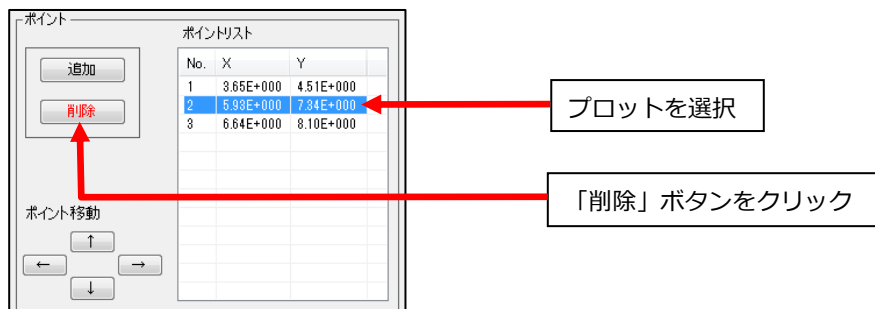 ポイント
追加
削除
ポイントリスト
No. X Y
1 3.65E+000 4.51E+000
2 5.93E+000 7.34E+000
3 6.64E+000 8.10E+000
プロットを選択
「削除」ボタンをクリック
ポイント移動
↑
← →
↓